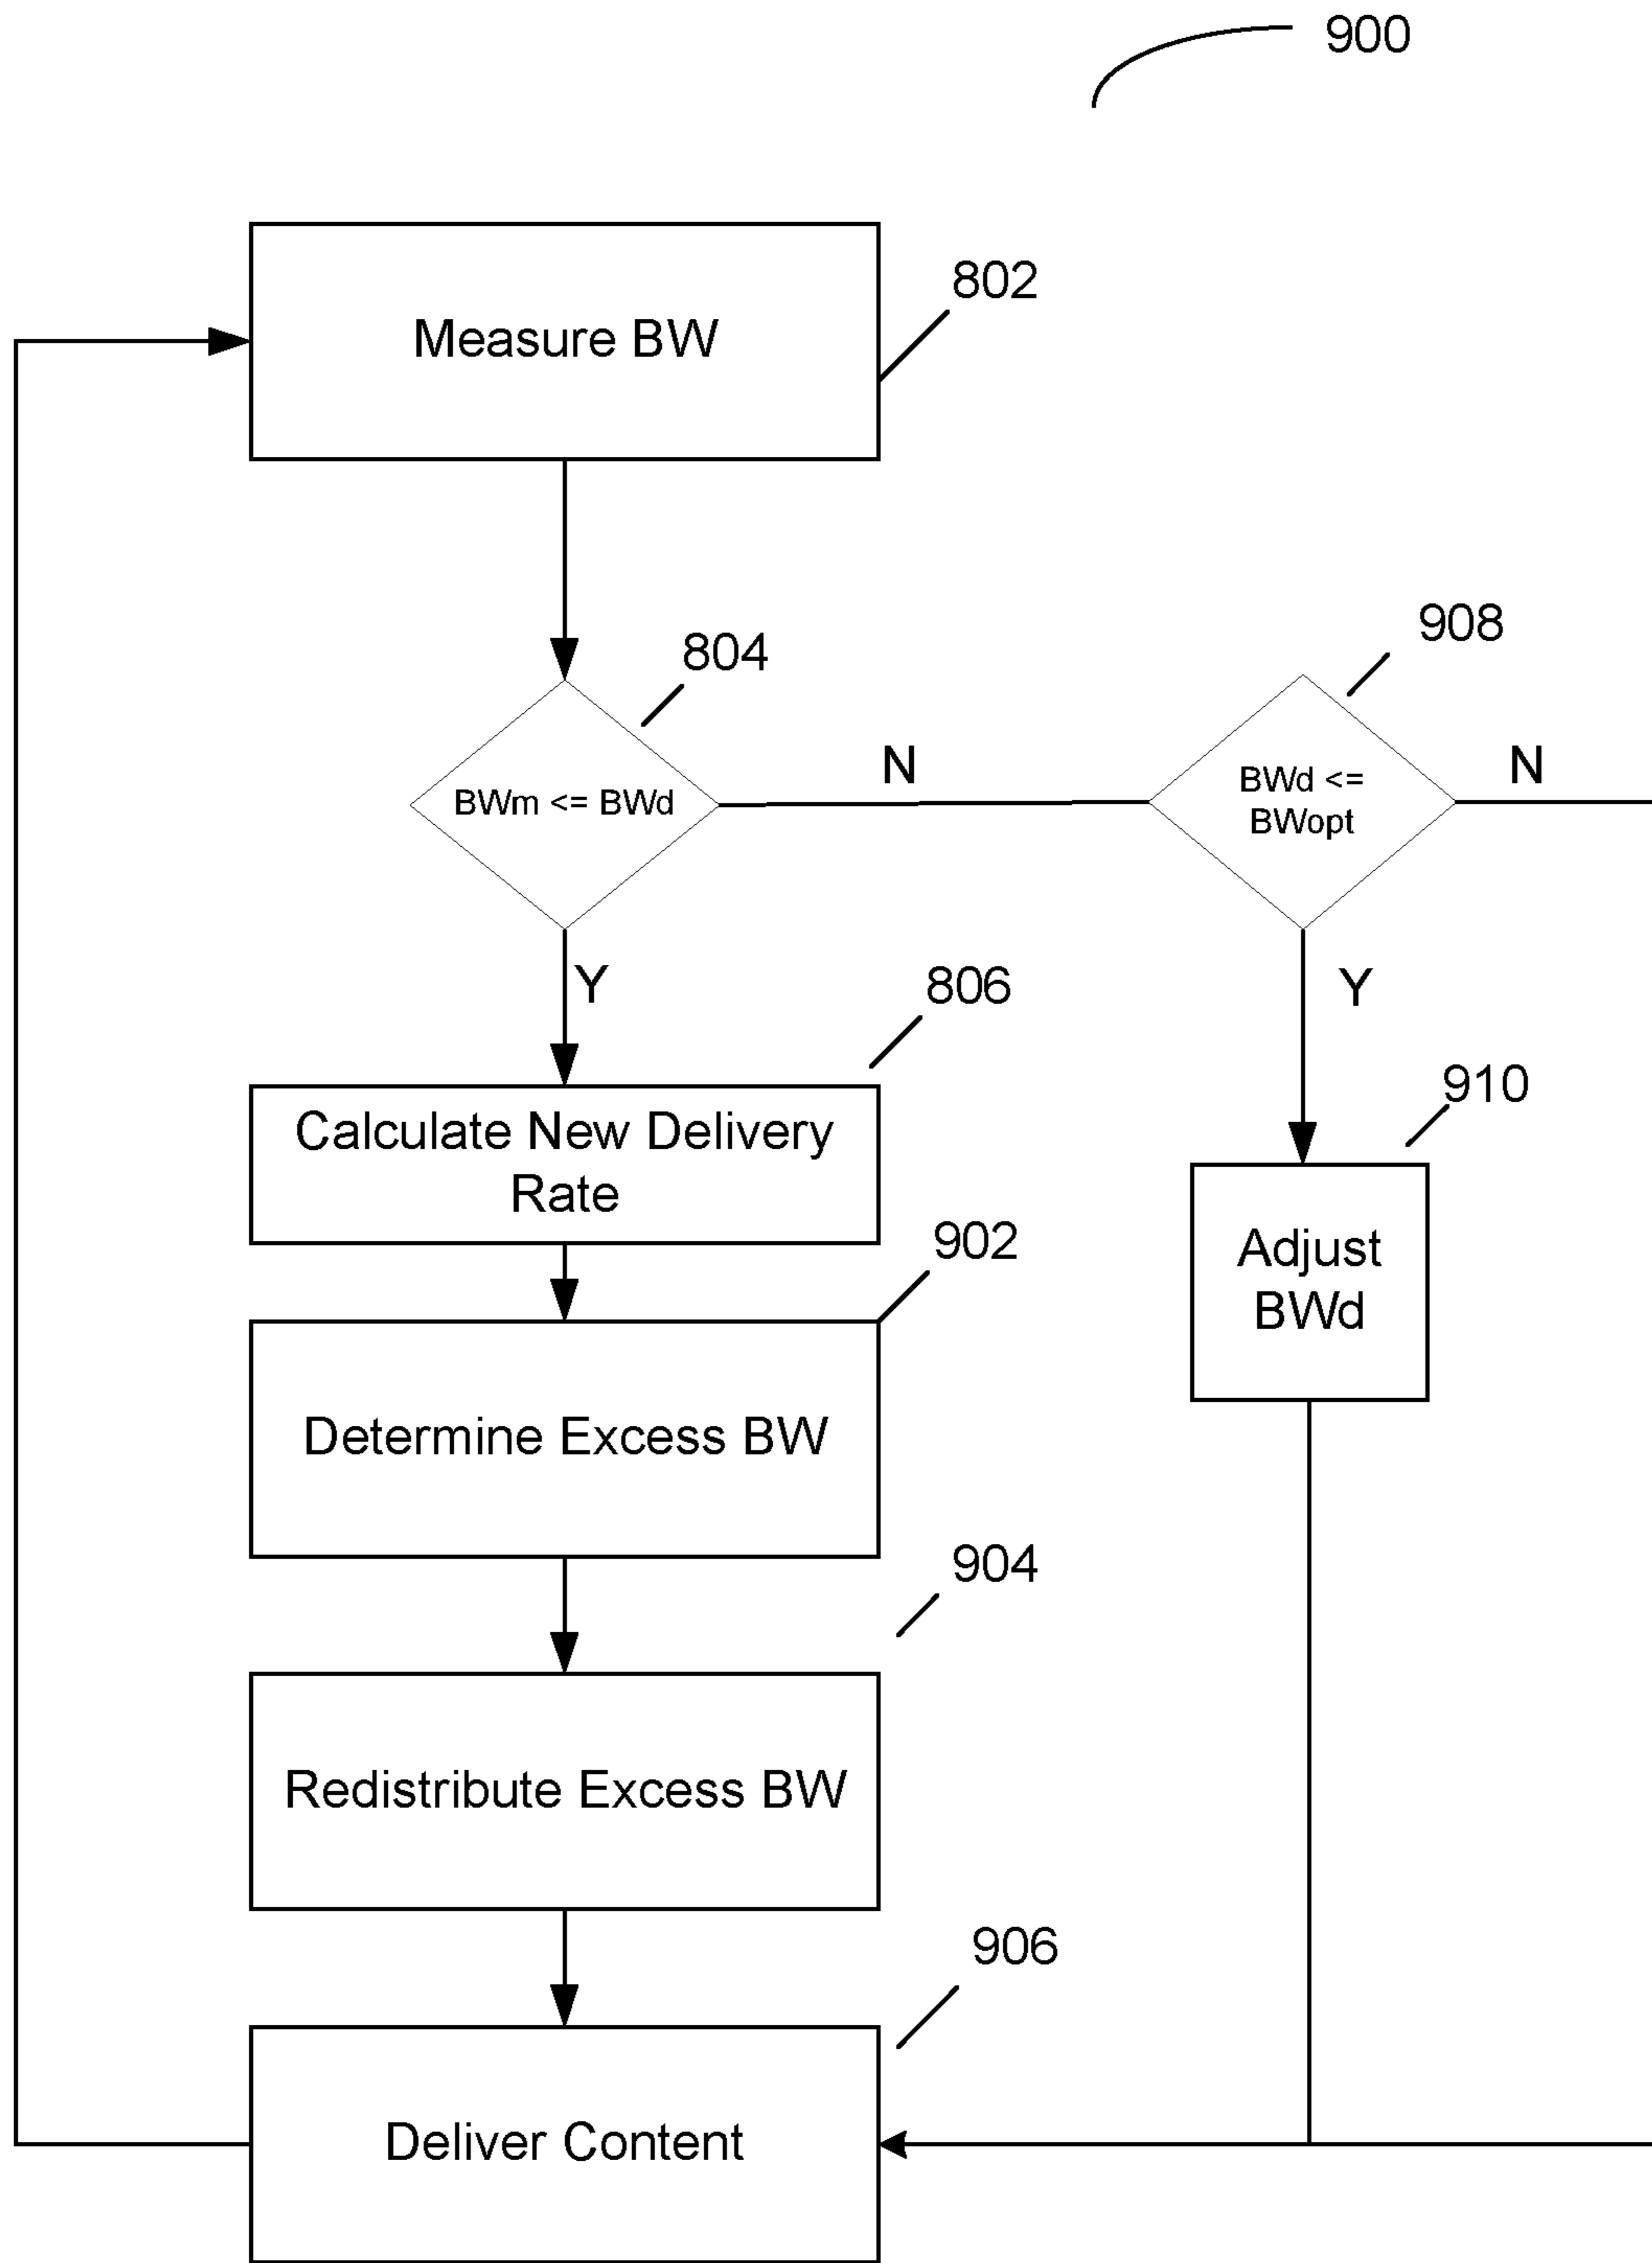 900
Measure BW
802
804
908
BWm <= BWd
N
BWd <=
BWopt
N
Y
806
Y
Calculate New Delivery
Rate
910
902
Adjust
BWd
Determine Excess BW
904
Redistribute Excess BW
906
Deliver Content